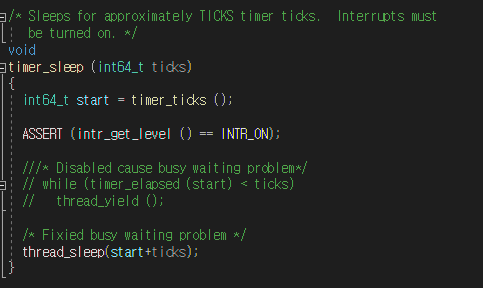 /* Sleeps for approximately TICKS timer ticks.  Interrupts must
   be turned on. */
void
timer_sleep (int64_t ticks)
{
  int64_t start = timer_ticks ();
  ASSERT (intr_get_level () == INTR_ON);
  ///* Disabled cause busy waiting problem*/
  // while (timer_elapsed (start) < ticks)
  //   thread_yield ();
  /* Fixied busy waiting problem */
  thread_sleep(start+ticks);
}